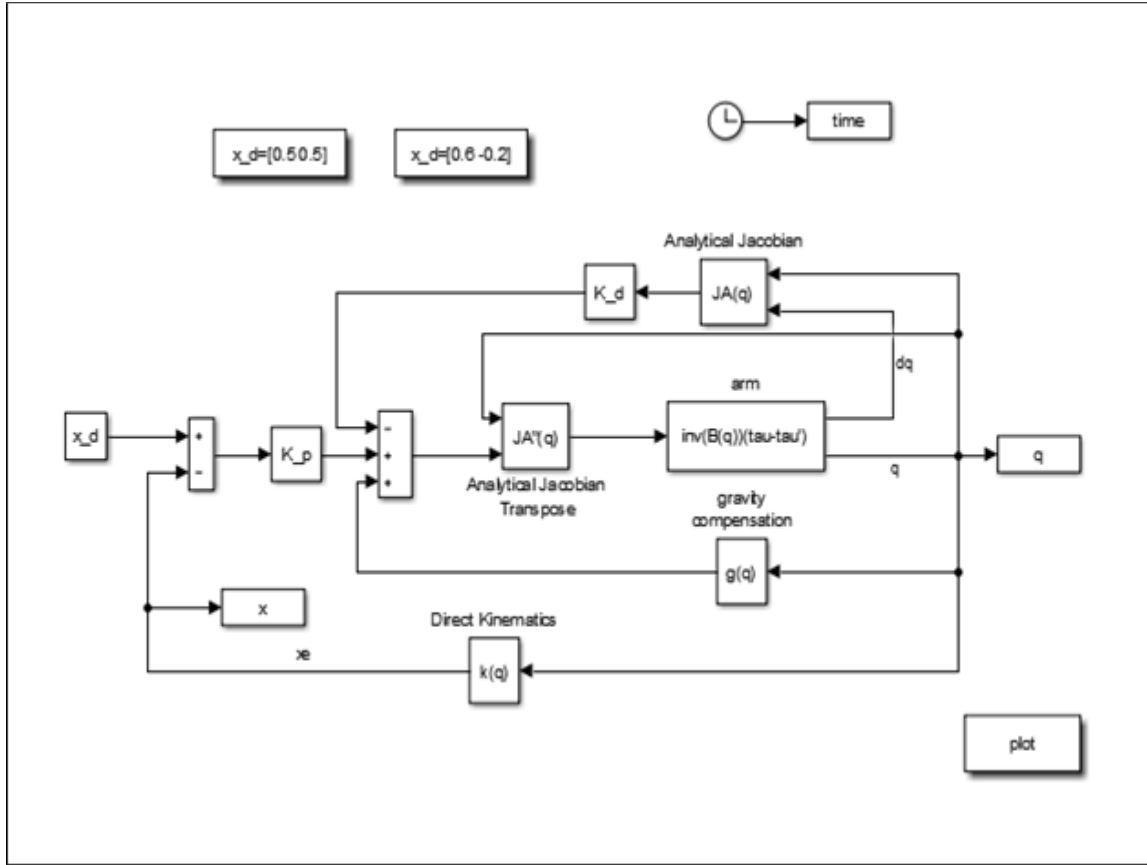 time
x_d=[0.5 0.5]
x_d=[0.6 -0.2]
Analytical Jacobian
K_d
JA(q)
dq
arm
x_d
+
−
K_p
−
+
+
JA"(q)
inv(B(q))(tau-tau')
q
q
Analytical Jacobian
Transpose
gravity
compensation
g(q)
x
Direct Kinematics
xe
k(q)
plot